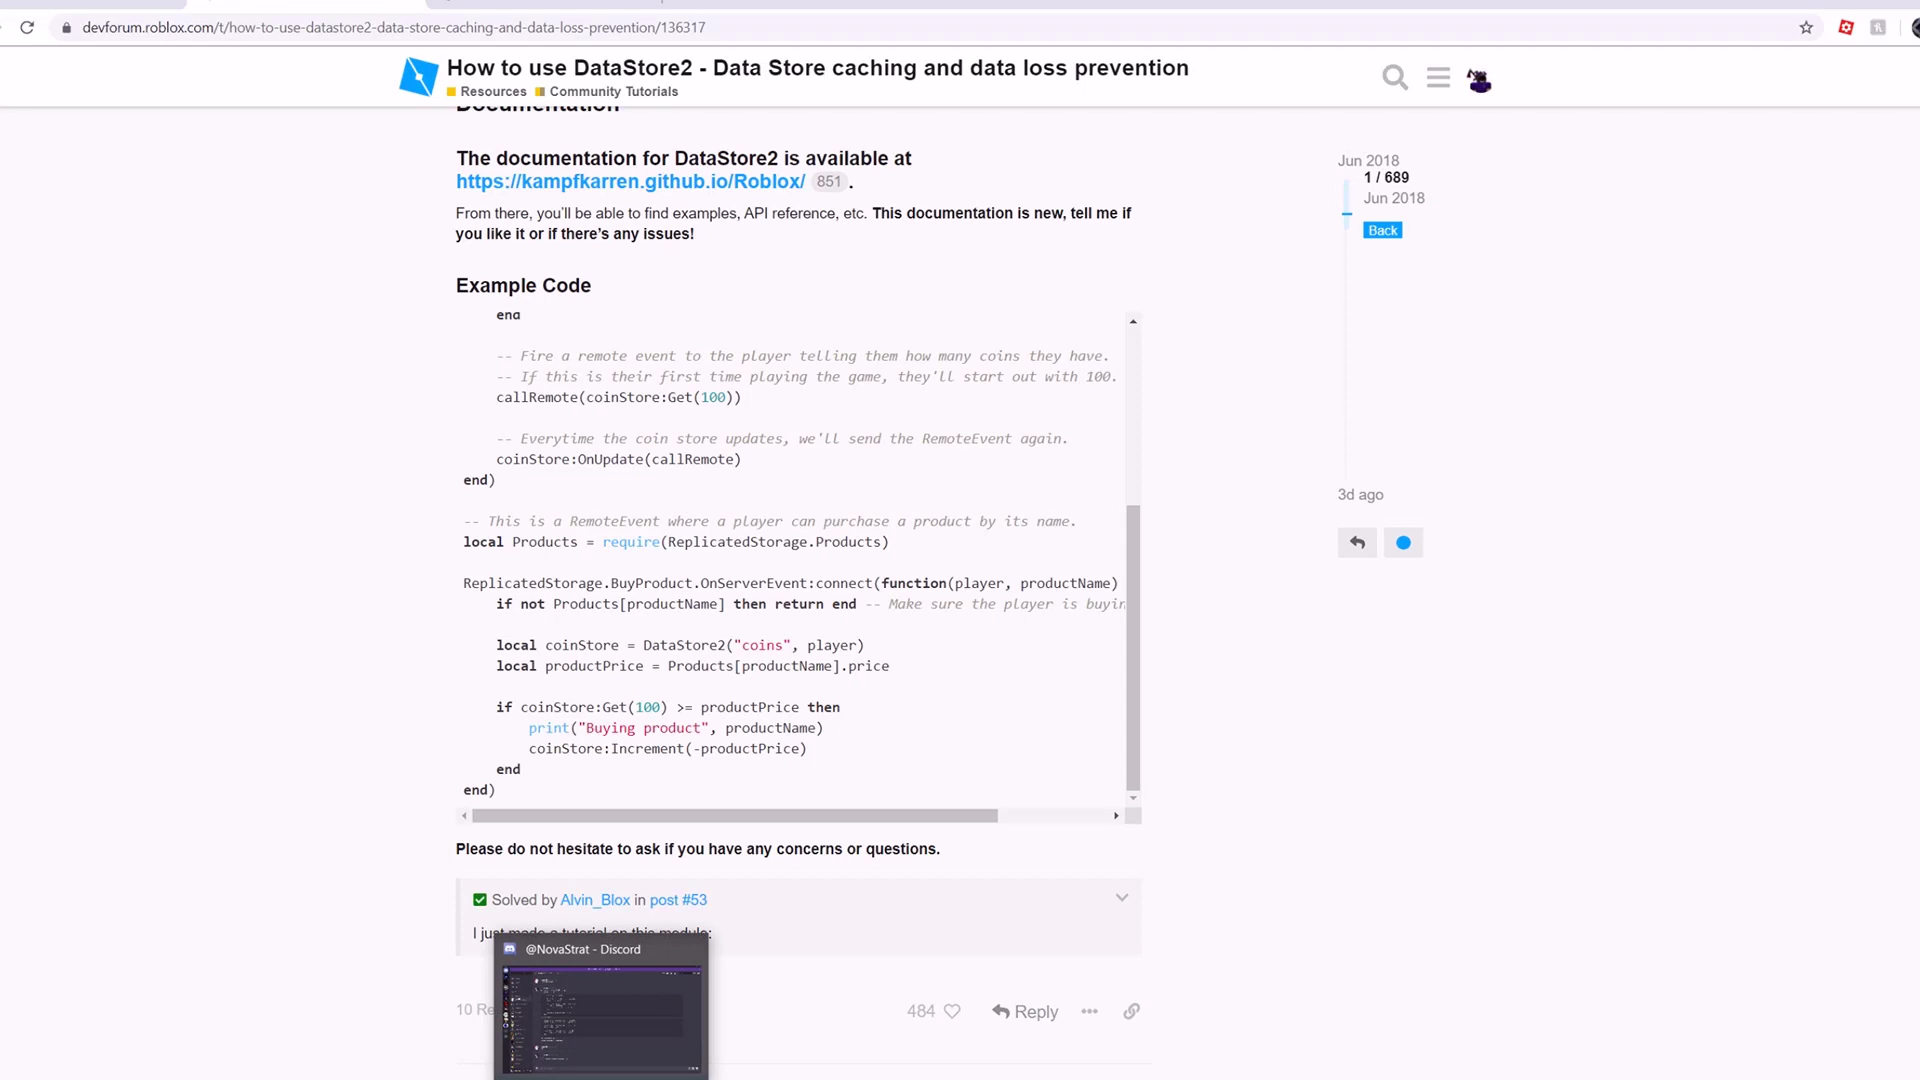 devforum.roblox.com/t/how-to-use-datastore2-data-store-caching-and-data-loss-prevention/136317
How to use DataStore2 - Data Store caching and data loss prevention
Resources Community Tutorials
Documentation
The documentation for DataStore2 is available at
https://kampfkarren.github.io/Roblox/ 851 .
From there, you'll be able to find examples, API reference, etc. This documentation is new, tell me if
you like it or if there's any issues!
Example Code
end
-- Fire a remote event to the player telling them how many coins they have.
-- If this is their first time playing the game, they'll start out with 100.
callRemote(coinStore:Get(100))
-- Everytime the coin store updates, we'll send the RemoteEvent again.
coinStore:OnUpdate(callRemote)
end)
-- This is a RemoteEvent where a player can purchase a product by its name.
local Products = require(ReplicatedStorage.Products)
ReplicatedStorage.BuyProduct.OnServerEvent:connect(function(player, productName)
if not Products[productName] then return end -- Make sure the player is buyin
local coinStore = DataStore2("coins", player)
local productPrice = Products[productName].price
if coinStore:Get(100) >= productPrice then
print("Buying product", productName)
coinStore:Increment(-productPrice)
end
end)
Please do not hesitate to ask if you have any concerns or questions.
Solved by Alvin_Blox in post #53
I just made a tutorial on this module:
@NovaStrat - Discord
10 Re
484
Reply
Jun 2018
1 / 689
Jun 2018
Back
3d ago